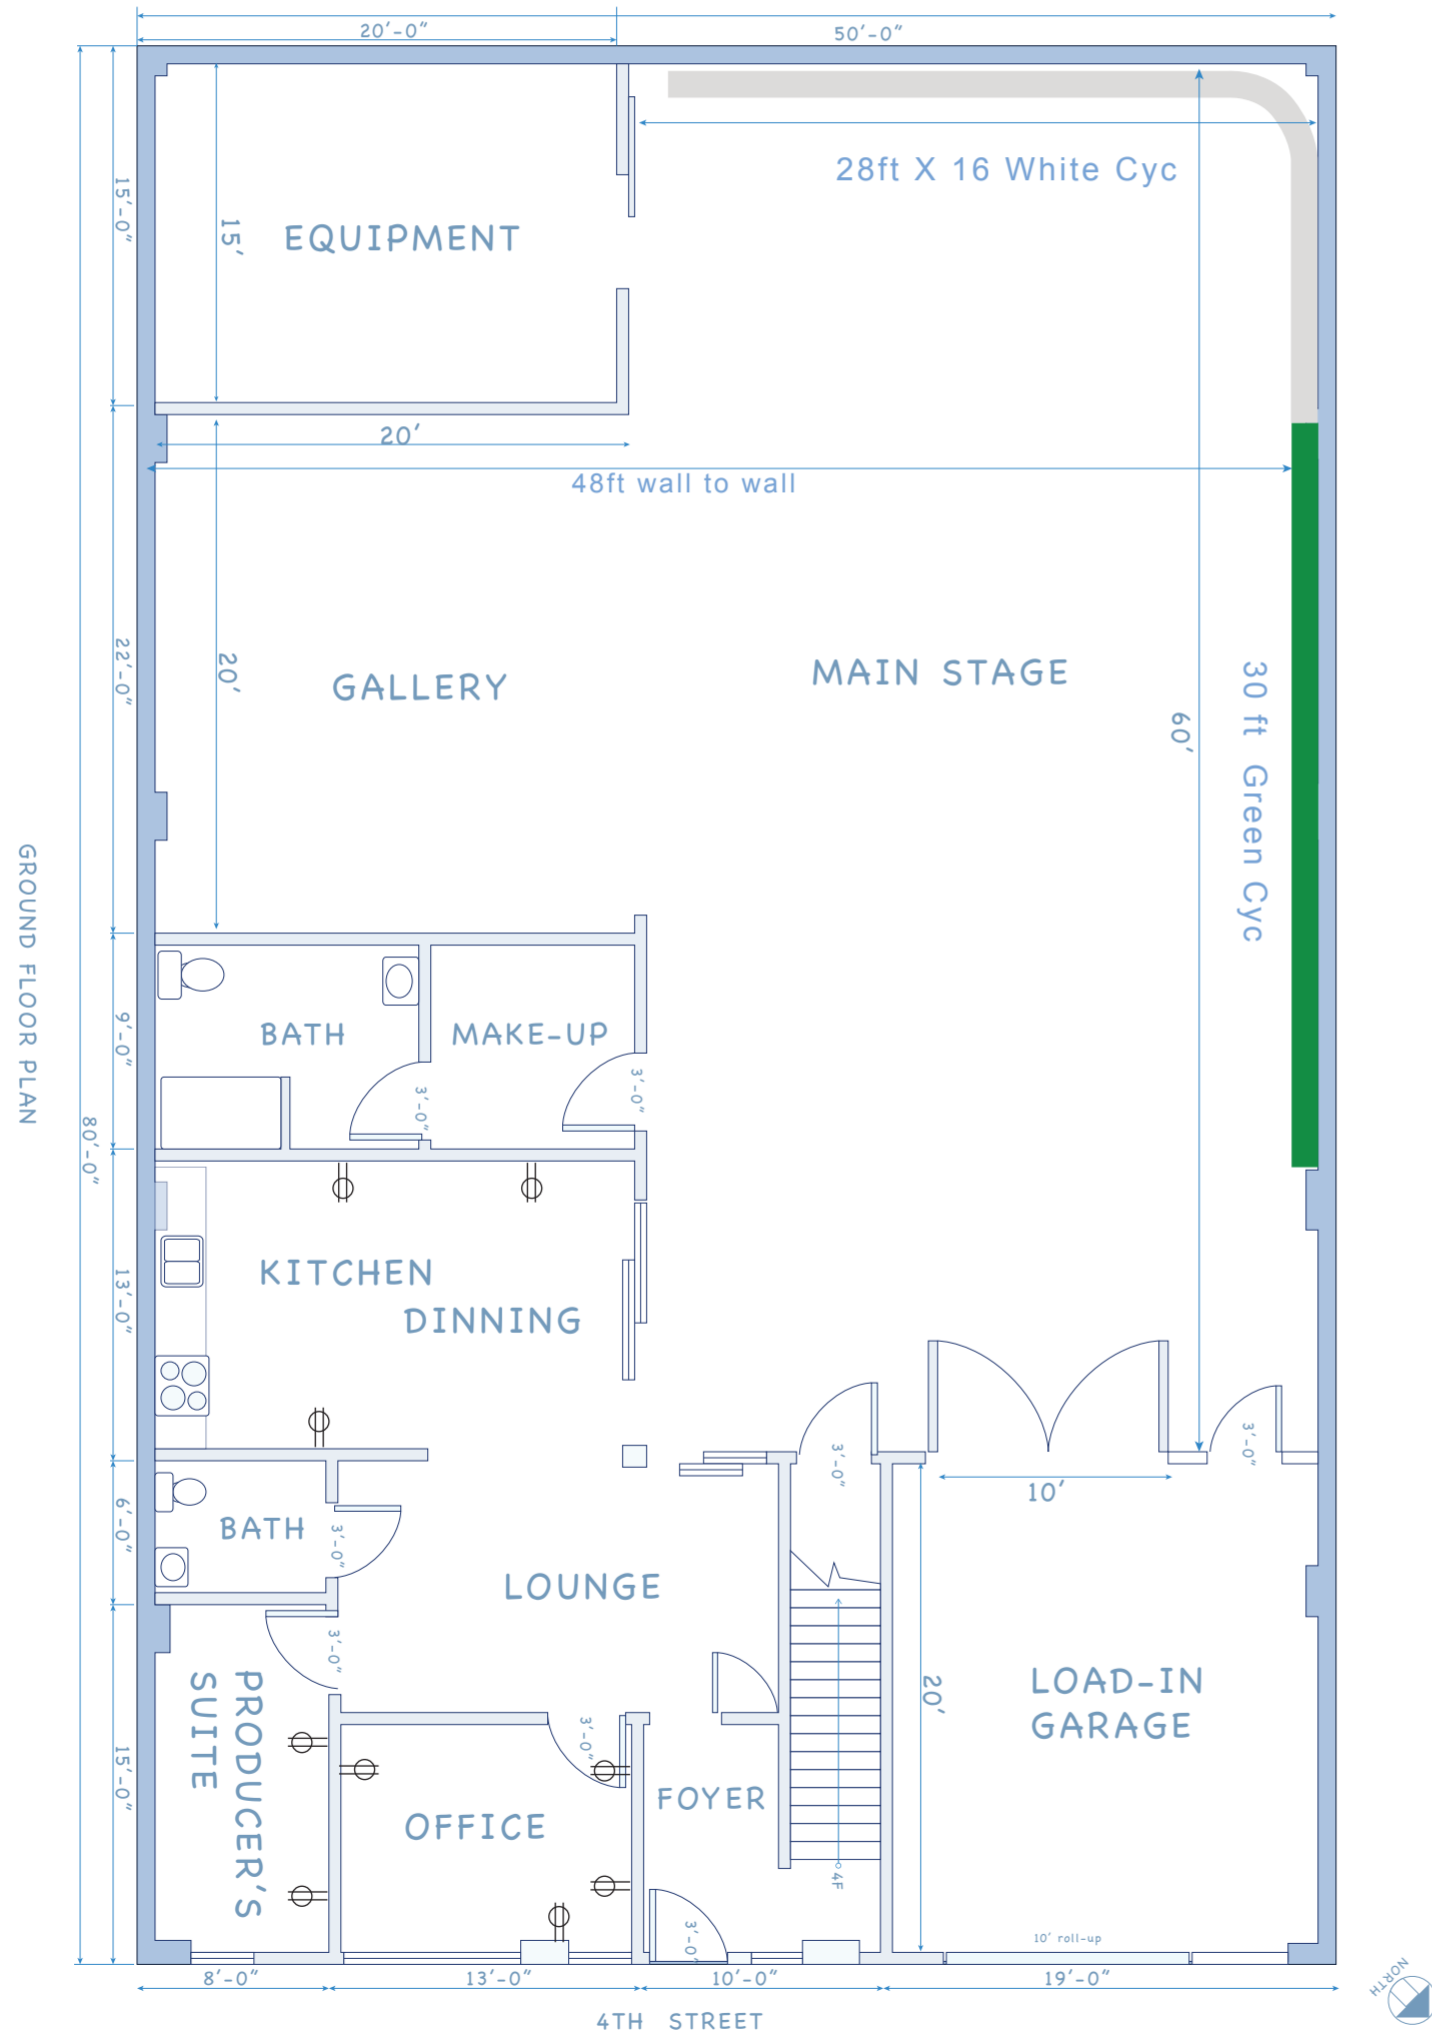 20'-0"
50'-0"
28ft X 16 White Cyc
15'-0"
15'
EQUIPMENT
20'
48ft wall to wall
22'-0"
20'
GALLERY
MAIN STAGE
60'
30 ft Green Cyc
GROUND FLOOR PLAN
80'-0"
9'-0"
BATH
MAKE-UP
3'-0"
3'-0"
13'-0"
KITCHEN
DINNING
3'-0"
3'-0"
10'
6'-0"
BATH
3'-0"
LOUNGE
3'-0"
PRODUCER'S
SUITE
20'
LOAD-IN
GARAGE
15'-0"
3'-0"
OFFICE
FOYER
4F
3'-0"
10' roll-up
8'-0"
13'-0"
10'-0"
19'-0"
NORTH
4TH STREET